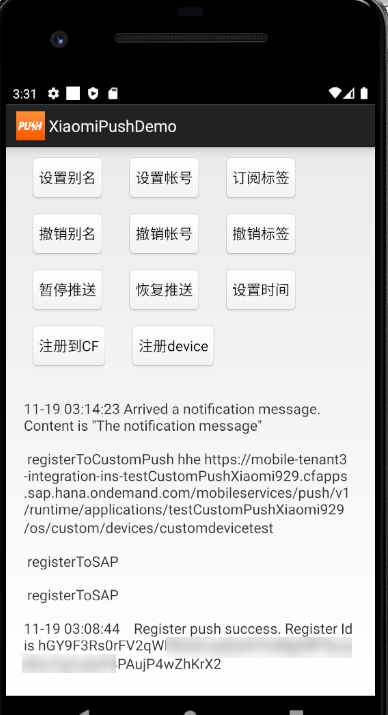 3:31
PUSH XiaomiPushDemo
设置别名 设置帐号 订阅标签
撤销别名 撤销帐号 撤销标签
暂停推送 恢复推送 设置时间
注册到CF 注册device
11-19 03:14:23 Arrived a notification message.
Content is "The notification message"
registerToCustomPush hhe https://mobile-tenant3
-integration-ins-testCustomPushXiaomi929.cfapps
.sap.hana.ondemand.com/mobileservices/push/v1
/runtime/applications/testCustomPushXiaomi929
/os/custom/devices/customdevicetest
registerToSAP
registerToSAP
11-19 03:08:44 Register push success. Register Id
is hGY9F3Rs0rFV2qW
PAujP4wZhKrX2